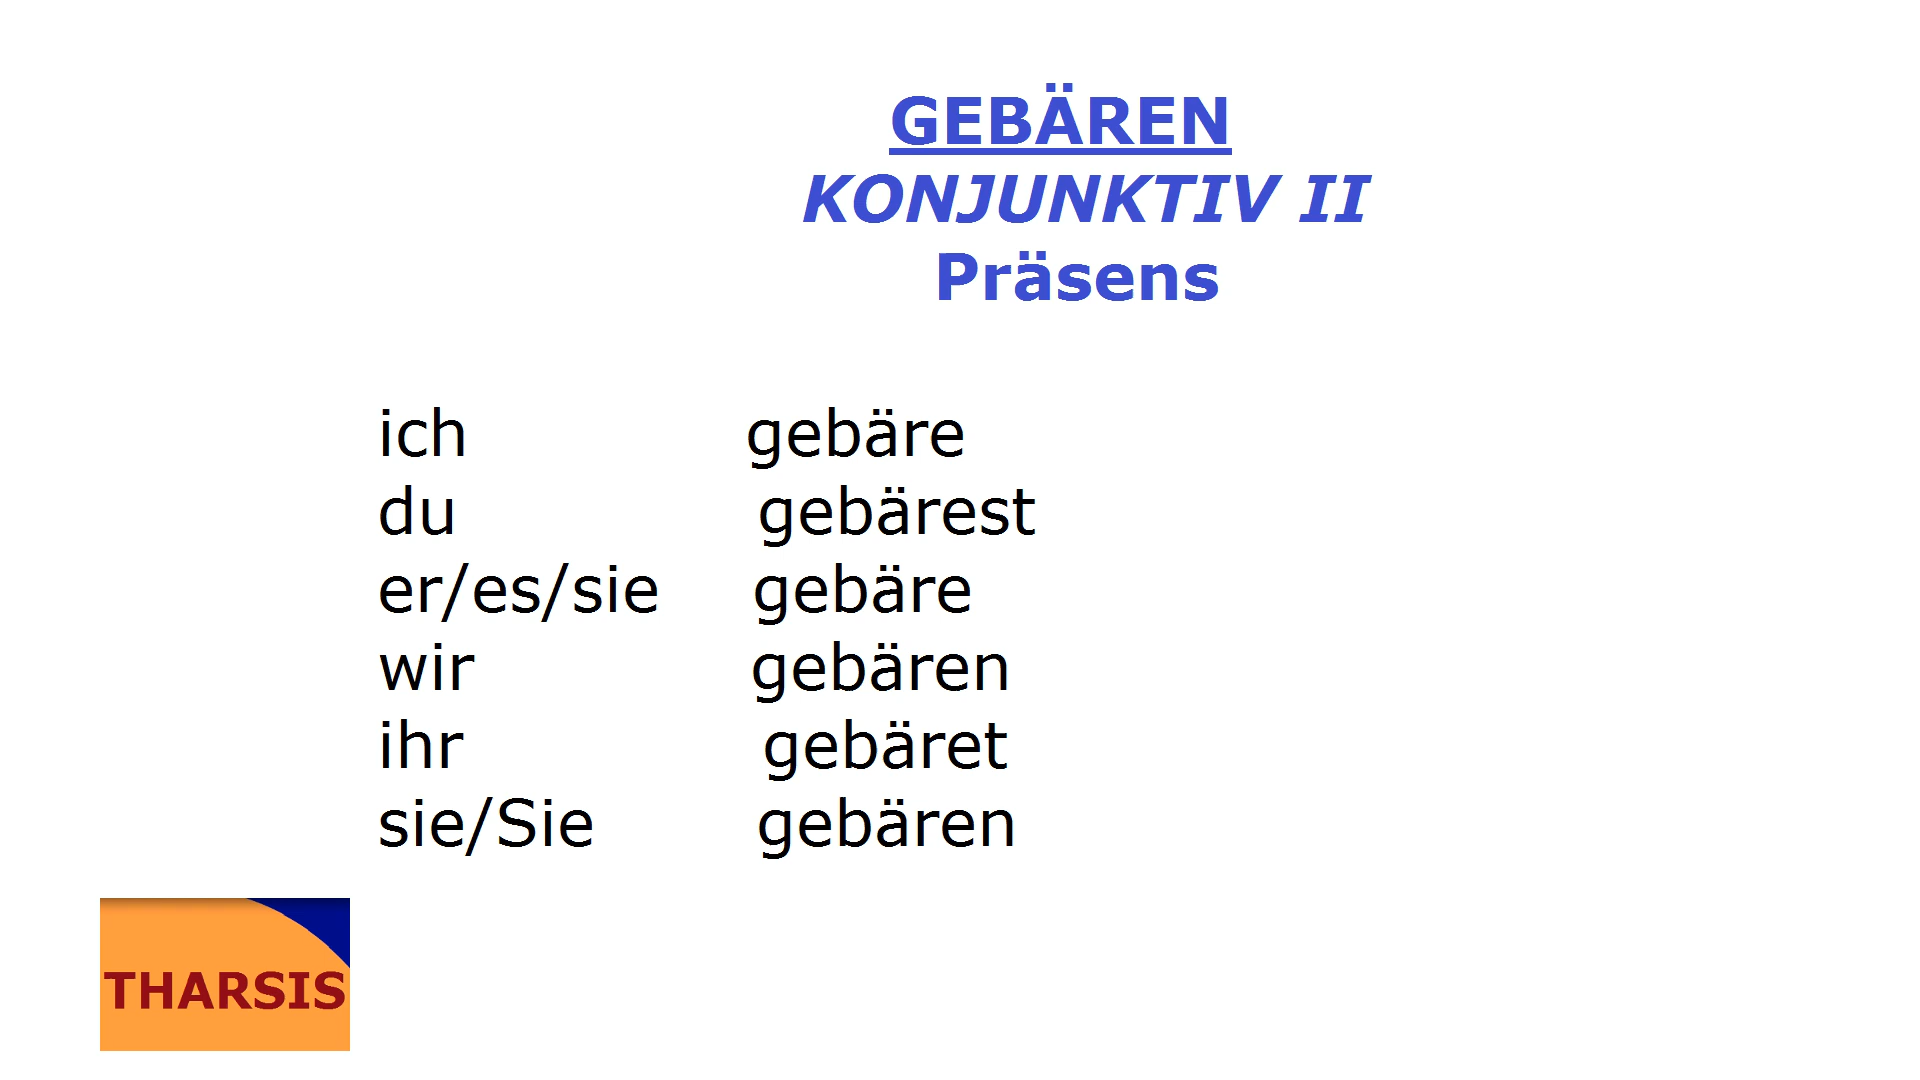 GEBÄREN
KONJUNKTIV II
Präsens
ich gebäre
du gebärest
er/es/sie gebäre
wir gebären
ihr gebäret
sie/Sie gebären
THARSIS